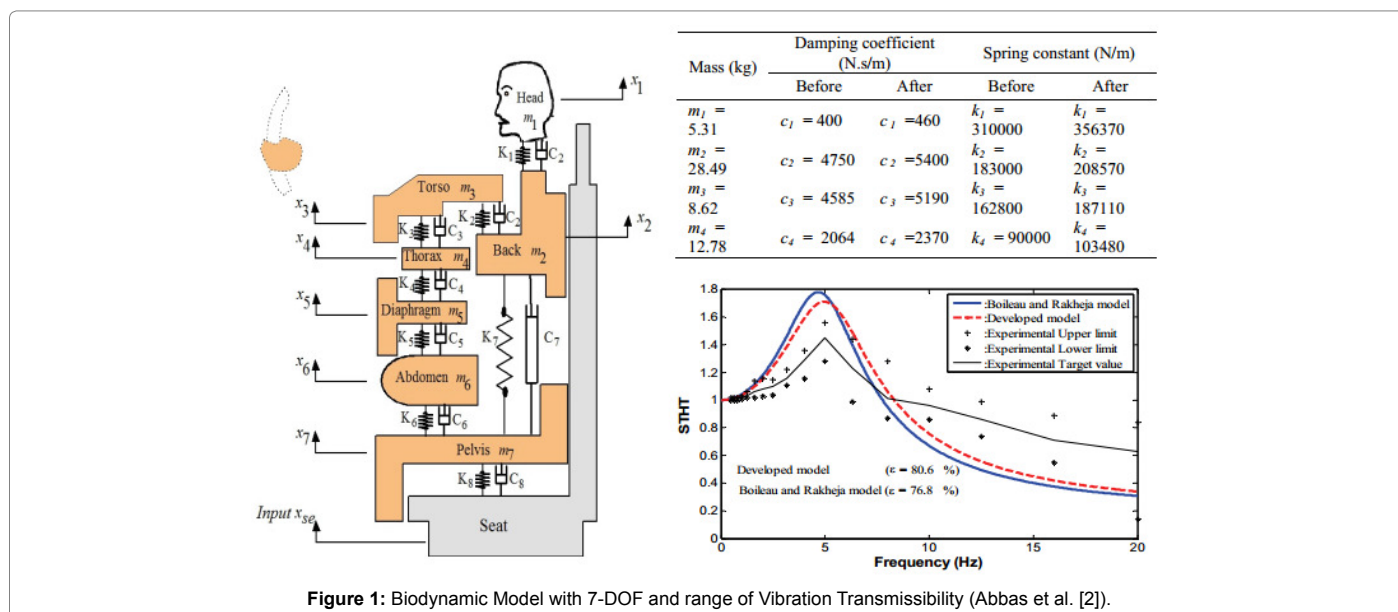 x1
Head
m1
K1
C2
Torso m3
x3
K3
C3
K2
C2
x2
x4
Thorax m4
Back m2
K4
C4
x5
Diaphragm m5
K5
C5
K7
C7
x6
Abdomen m6
K6
C6
x7
Pelvis m7
K8
C8
Input xse
Seat
Mass (kg)
Damping coefficient
(N.s/m)
Spring constant (N/m)
Before After Before After
m1 =
5.31
c1 = 400
c1 =460
k1 =
310000
k1 =
356370
m2 =
28.49
c2 = 4750
c2 =5400
k2 =
183000
k2 =
208570
m3 =
8.62
c3 = 4585
c3 =5190
k3 =
162800
k3 =
187110
m4 =
12.78
c4 = 2064
c4 =2370
k4 = 90000
k4 =
103480
1.8
1.6
1.4
1.2
1
0.8
0.6
0.4
0.2
0
STHT
:Boileau and Rakheja model
:Developed model
:Experimental Upper limit
:Experimental Lower limit
:Experimental Target value
Developed model (ε = 80.6 %)
Boileau and Rakheja model (ε = 76.8 %)
0 5 10 15 20
Frequency (Hz)
Figure 1: Biodynamic Model with 7-DOF and range of Vibration Transmissibility (Abbas et al. [2]).